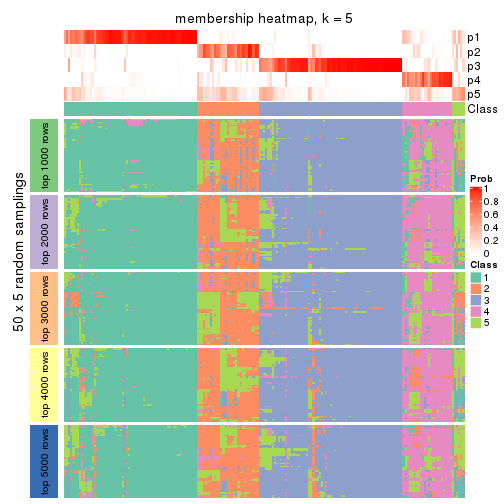 membership heatmap, k = 5
p1
p2
p3
p4
p5
Class
50 x 5 random samplings
top 1000 rows
top 2000 rows
top 3000 rows
top 4000 rows
top 5000 rows
Prob
1
0.8
0.6
0.4
0.2
0
Class
1
2
3
4
5